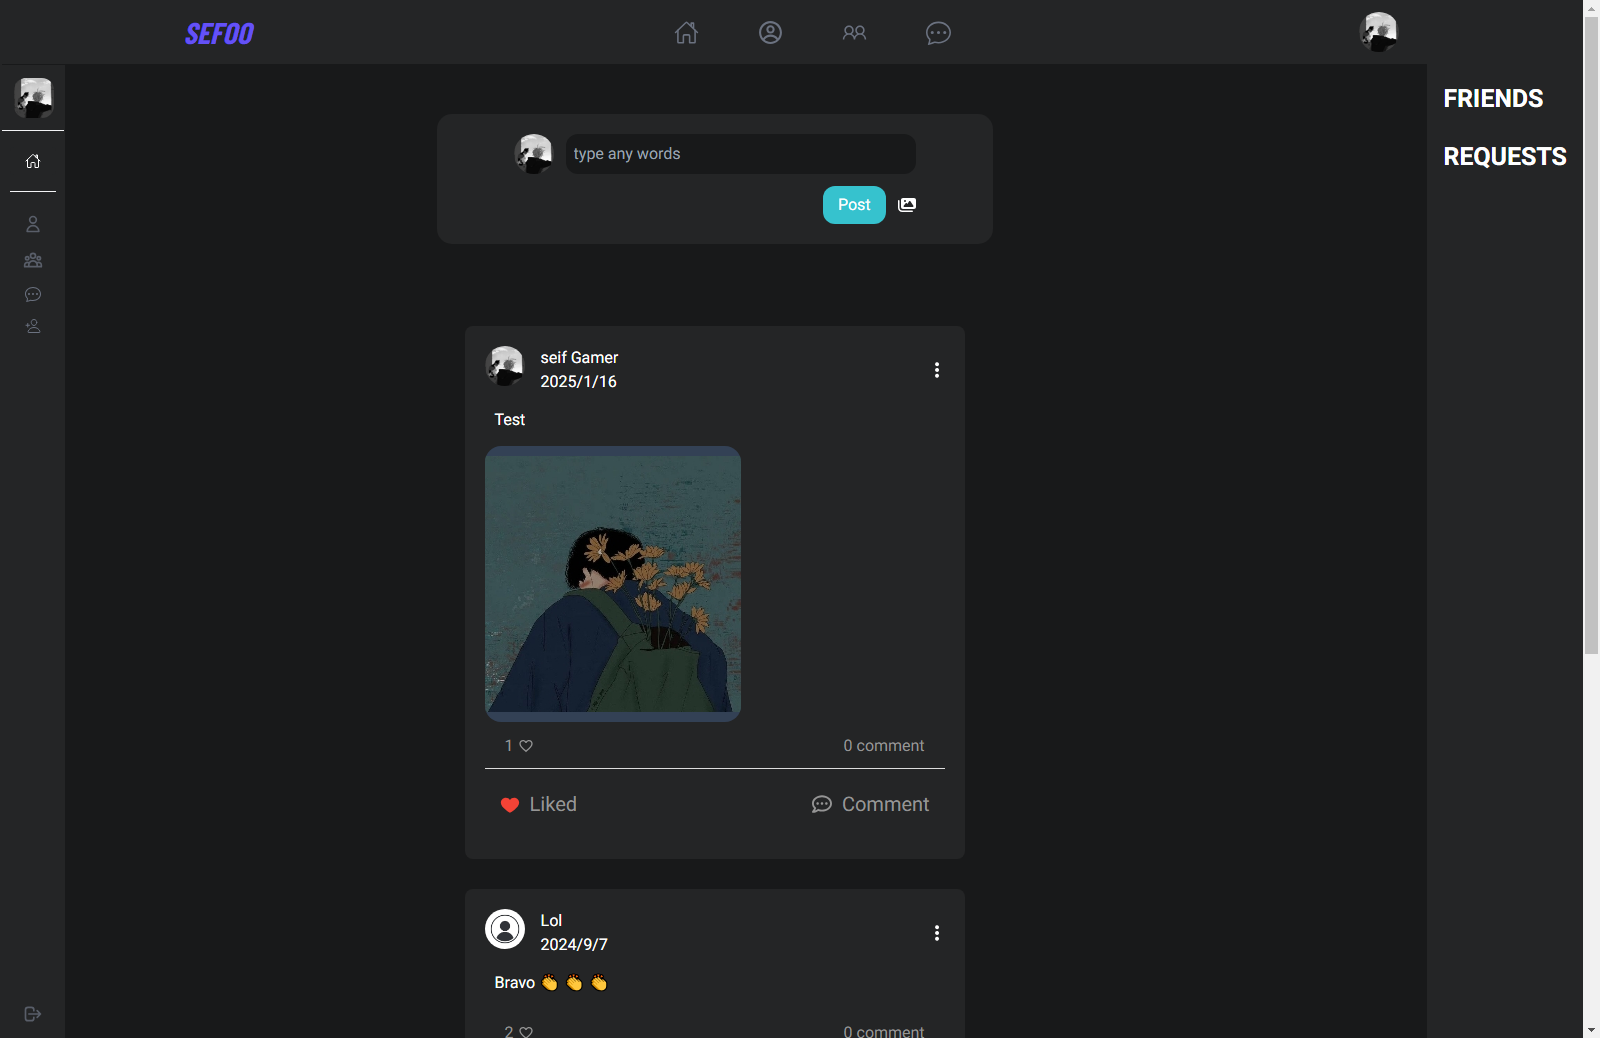 SEFOO
FRIENDS
REQUESTS
type any words
Post
seif Gamer
2025/1/16
Test
1
0 comment
Liked
Comment
Lol
2024/9/7
Bravo 👏 👏 👏
2
0 comment